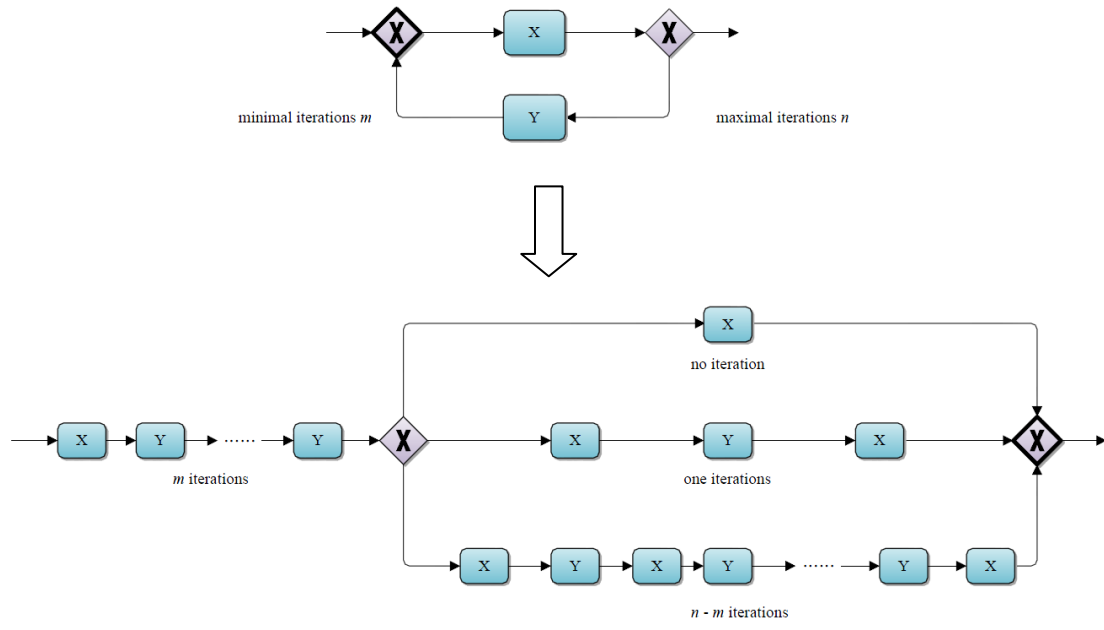 X
X
X
minimal iterations m
Y
maximal iterations n
X
no iteration
X
Y
......
Y
X
X
Y
X
X
m iterations
one iterations
X
Y
X
Y
......
Y
X
n - m iterations